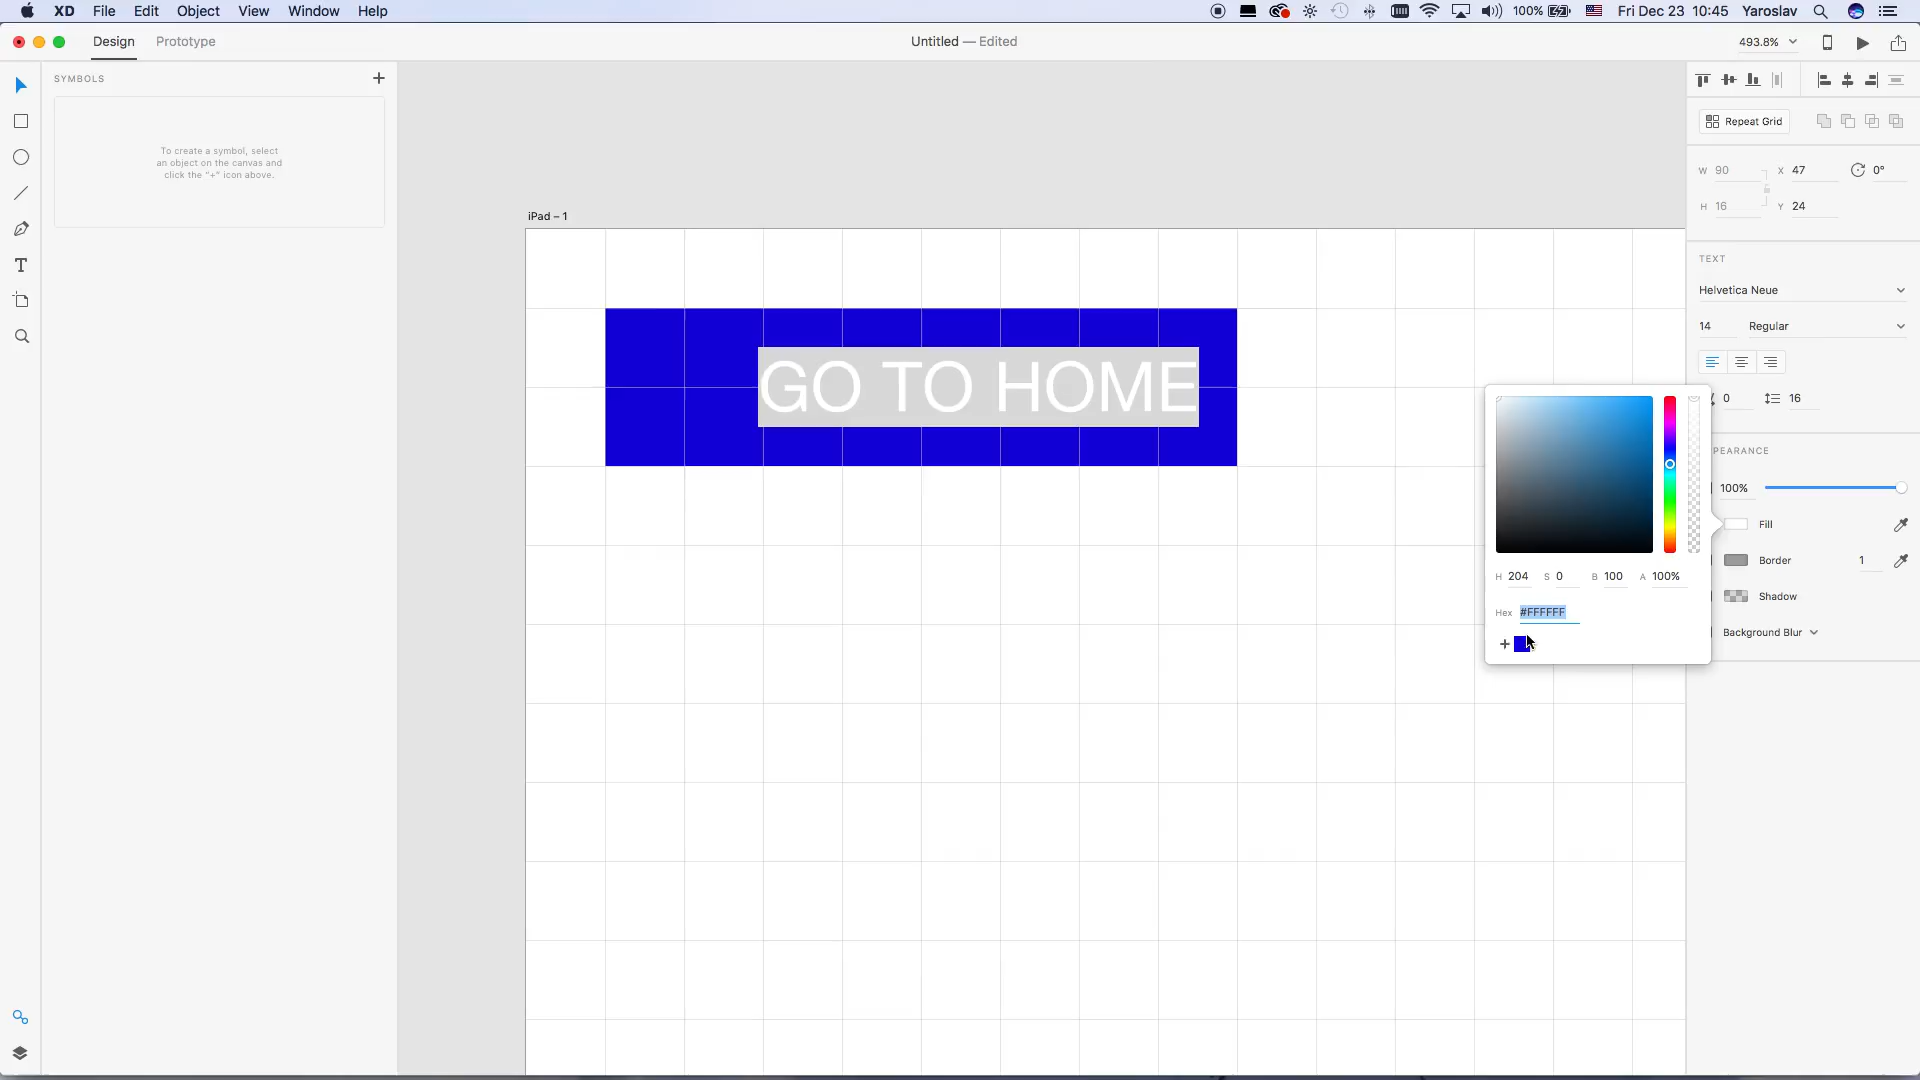 XD File Edit Object View Window Help
100% Fri Dec 23 10:45 Yaroslav
Design Prototype
Untitled — Edited
493.8%
SYMBOLS
To create a symbol, select
an object on the canvas and
click the "+" icon above.
iPad – 1
GO TO HOME
Repeat Grid
W 90 X 47 0°
H 16 Y 24
TEXT
Helvetica Neue
14 Regular
0 16
PEARANCE
100%
Fill
Border 1
Shadow
Background Blur
H 204 S 0 B 100 A 100%
Hex #FFFFFF